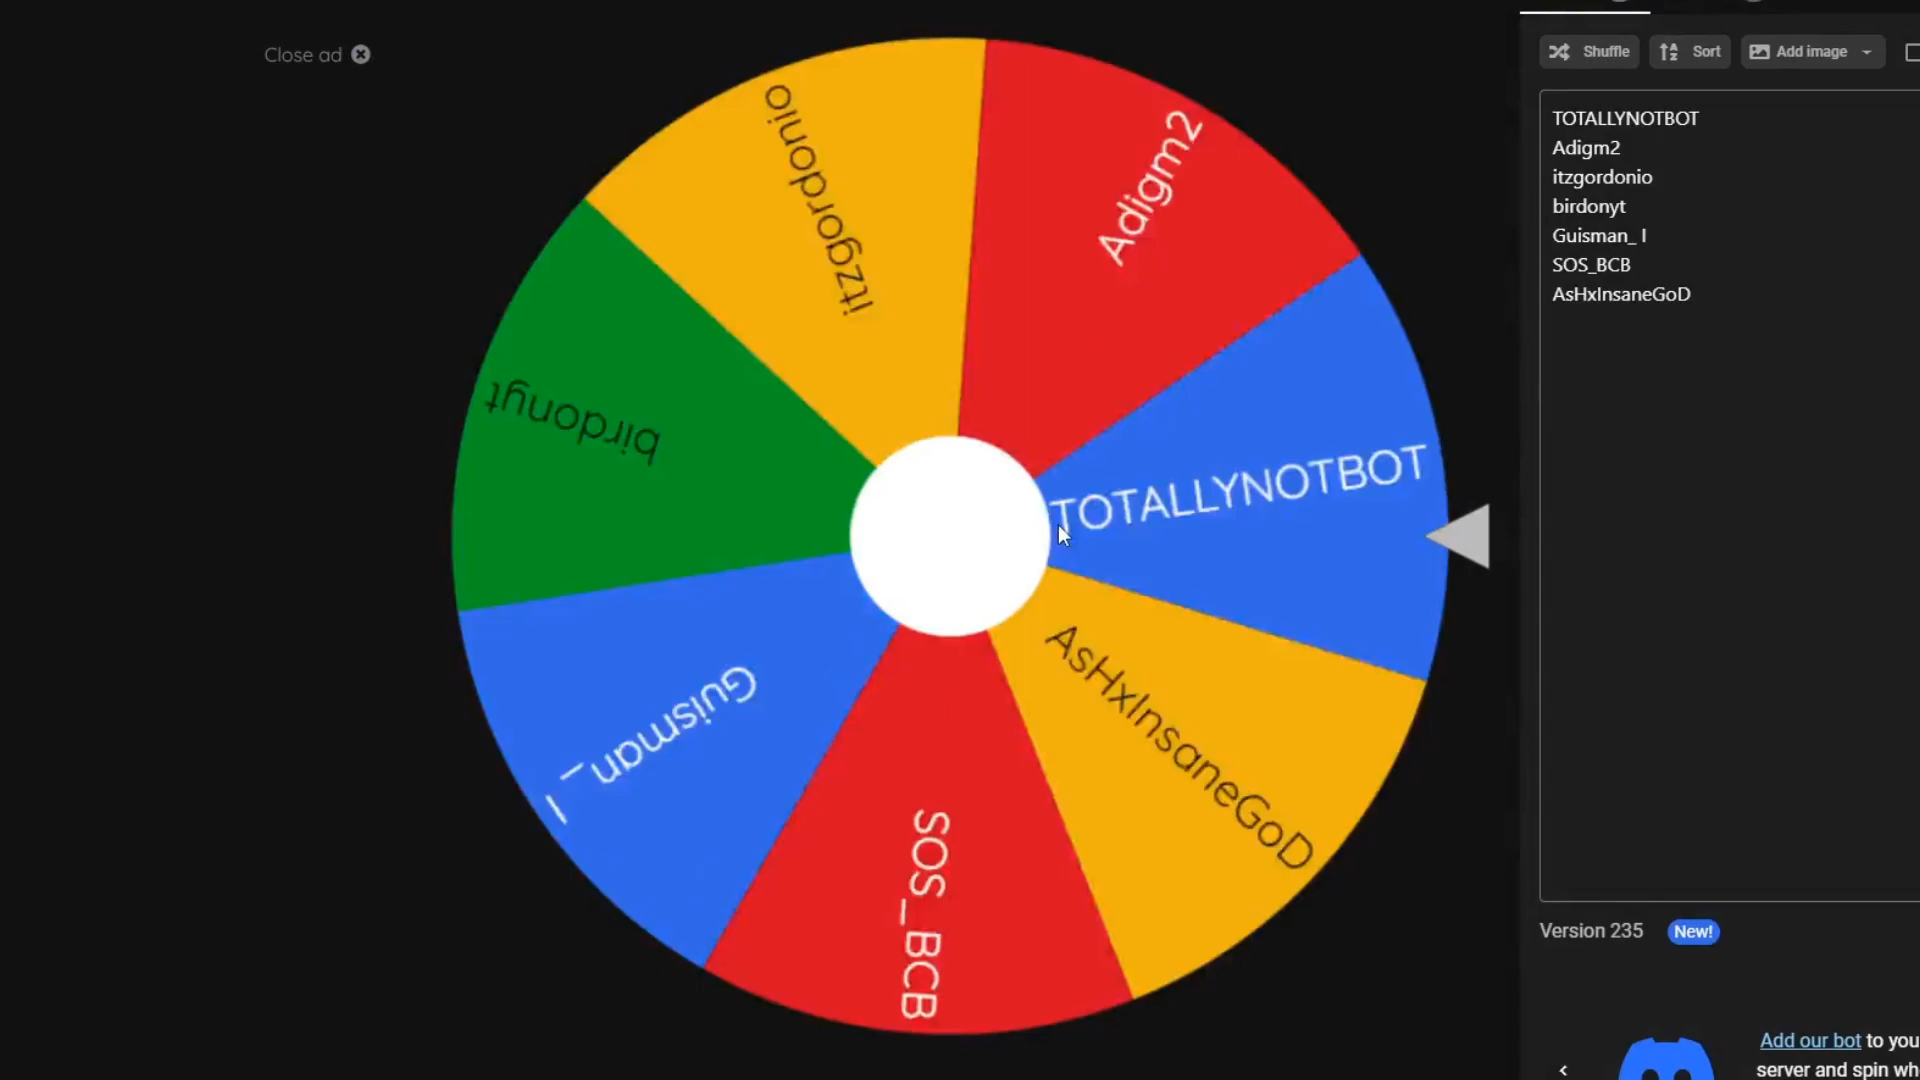 Close ad
itzgordonio
Adigm2
birdonyt
TOTALLYNOTBOT
Guisman_ I
AsHxInsaneGoD
SOS_BCB
Shuffle Sort Add image
TOTALLYNOTBOT
Adigm2
itzgordonio
birdonyt
Guisman_ I
SOS_BCB
AsHxInsaneGoD
Version 235 New!
Add our bot to you
server and spin wh